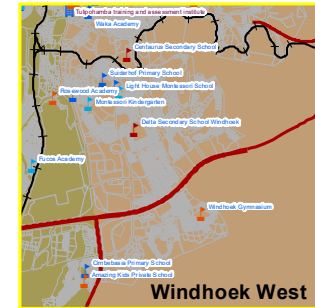 Tulipohamba training and assessment institute
Waka Academy
Centaurus Secondary School
Suiderhof Primary School
Light House Montessori School
Rosewood Academy
Montessori Kindergarten
Delta Secondary School Windhoek
Fucos Academy
Windhoek Gymnasium
Cimbebasia Primary School
Amazing Kids Private School
Windhoek West